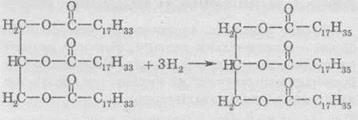 O O
H₂C—O—C—C₁₇H₃₃ H₂C—O—C—C₁₇H₃₅
O O
HC—O—C—C₁₇H₃₃ + 3H₂ → HC—O—C—C₁₇H₃₅
O O
H₂C—O—C—C₁₇H₃₃ H₂C—O—C—C₁₇H₃₅